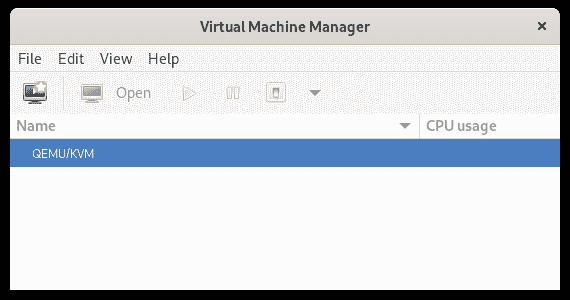 Virtual Machine Manager
File Edit View Help
Open
Name CPU usage
QEMU/KVM